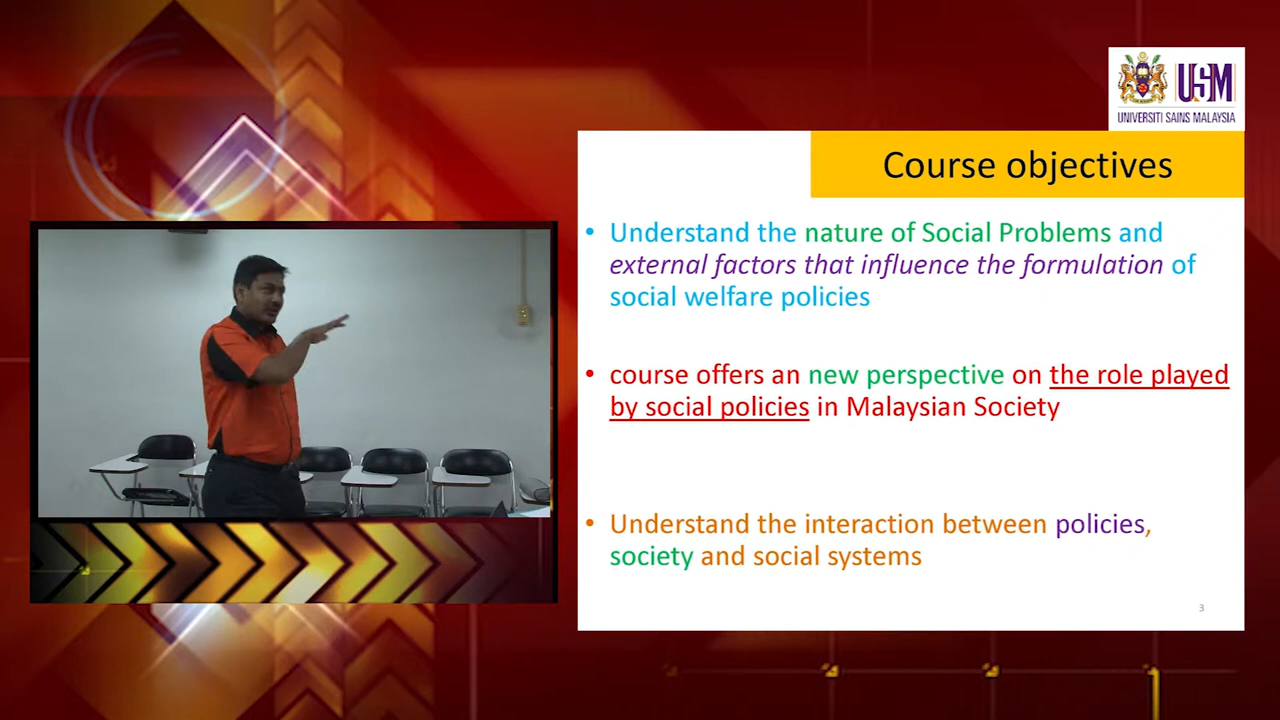 USM
UNIVERSITI SAINS MALAYSIA
Course objectives
• Understand the nature of Social Problems and
external factors that influence the formulation of
social welfare policies
• course offers an new perspective on the role played
by social policies in Malaysian Society
• Understand the interaction between policies,
society and social systems
3